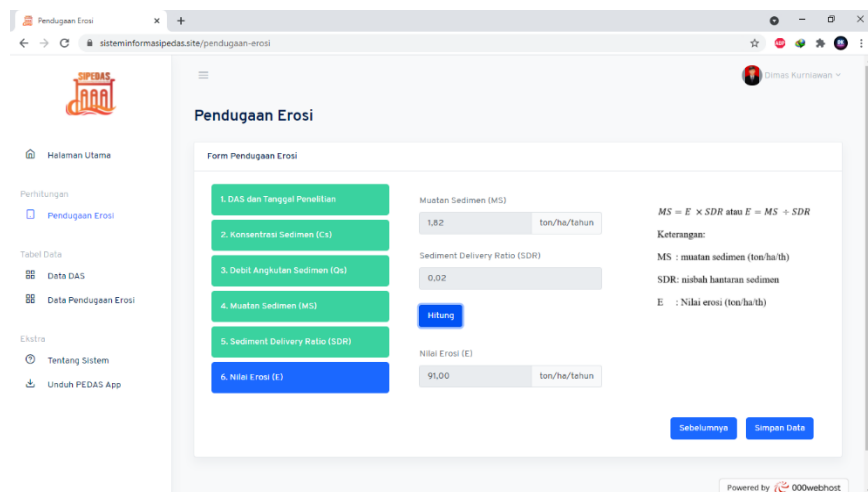 Pendugaan Erosi
sisteminformasipedas.site/pendugaan-erosi
SIPEDAS
Dimas Kurniawan
Pendugaan Erosi
Halaman Utama
Perhitungan
Pendugaan Erosi
Tabel Data
Data DAS
Data Pendugaan Erosi
Ekstra
Tentang Sistem
Unduh PEDAS App
Form Pendugaan Erosi
1. DAS dan Tanggal Penelitian
2. Konsentrasi Sedimen (Cs)
3. Debit Angkutan Sedimen (Qs)
4. Muatan Sedimen (MS)
5. Sediment Delivery Ratio (SDR)
6. Nilai Erosi (E)
Muatan Sedimen (MS)
1,82 ton/ha/tahun
Sediment Delivery Ratio (SDR)
0,02
Hitung
Nilai Erosi (E)
91,00 ton/ha/tahun
MS = E × SDR atau E = MS ÷ SDR
Keterangan:
MS : muatan sedimen (ton/ha/th)
SDR: nisbah hantaran sedimen
E : Nilai erosi (ton/ha/th)
Sebelumnya Simpan Data
Powered by 000webhost